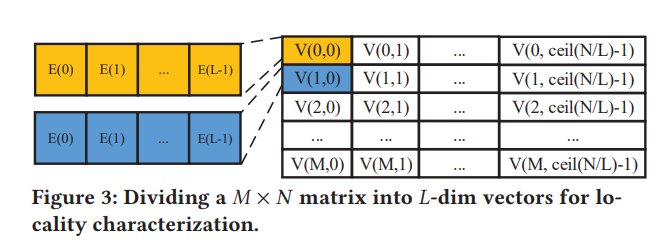 E(0) E(1) ... E(L-1)
E(0) E(1) ... E(L-1)
V(0,0) V(0,1) ... V(0, ceil(N/L)-1)
V(1,0) V(1,1) ... V(1, ceil(N/L)-1)
V(2,0) V(2,1) ... V(2, ceil(N/L)-1)
... ... ... ...
V(M,0) V(M,1) ... V(M, ceil(N/L)-1)
Figure 3: Dividing a M × N matrix into L-dim vectors for lo-
cality characterization.